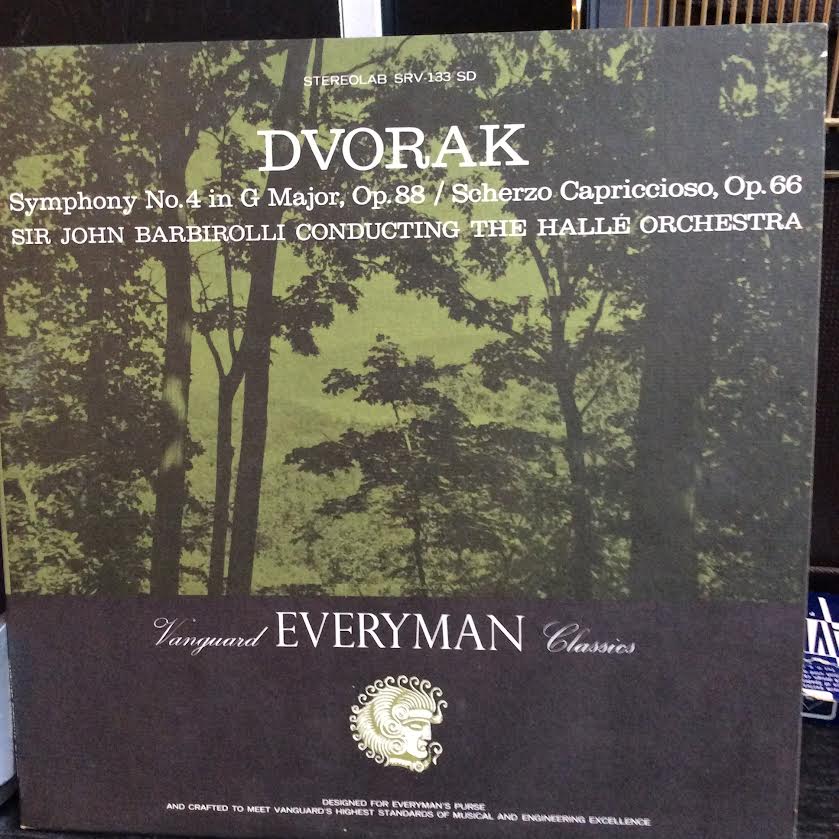 STEREOLAB SRV-133 SD
DVORAK
Symphony No. 4 in G Major, Op. 88 / Scherzo Capriccioso, Op. 66
SIR JOHN BARBIROLLI CONDUCTING THE HALLÉ ORCHESTRA
Vanguard EVERYMAN Classics
DESIGNED FOR EVERYMAN'S PURSE
AND CRAFTED TO MEET VANGUARD'S HIGHEST STANDARDS OF MUSICAL AND ENGINEERING EXCELLENCE